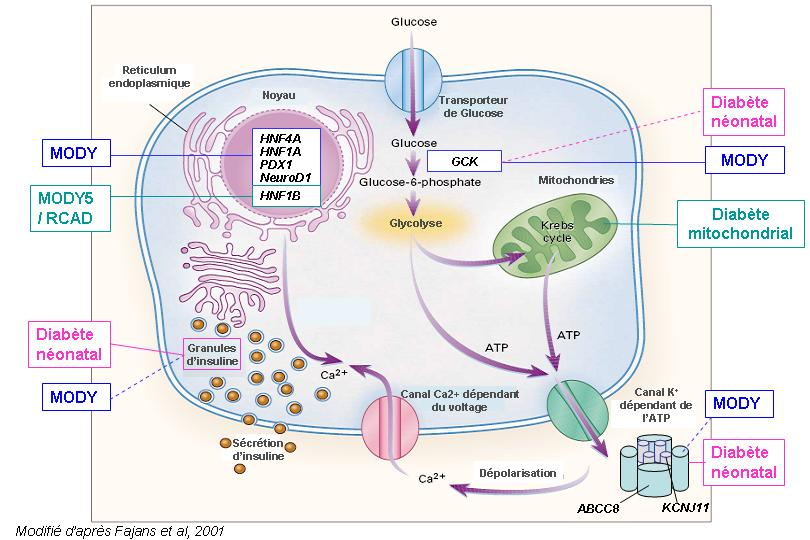 Glucose
Reticulum
endoplasmique
Noyau
Transporteur
de Glucose
Diabète
néonatal
HNF4A
HNF1A
PDX1
NeuroD1
HNF1B
MODY
MODY5
/ RCAD
Glucose
GCK
MODY
Glucose-6-phosphate
Mitochondries
Glycolyse
Krebs
cycle
Diabète
mitochondrial
Diabète
néonatal
Granules
d'insuline
MODY
ATP
ATP
Ca2+
Canal Ca2+ dépendant
du voltage
Canal K+
dépendant de
l'ATP
MODY
Sécrétion
d'insuline
Ca2+
Dépolarisation
Diabète
néonatal
ABCC8
KCNJ11
Modifié d'après Fajans et al, 2001